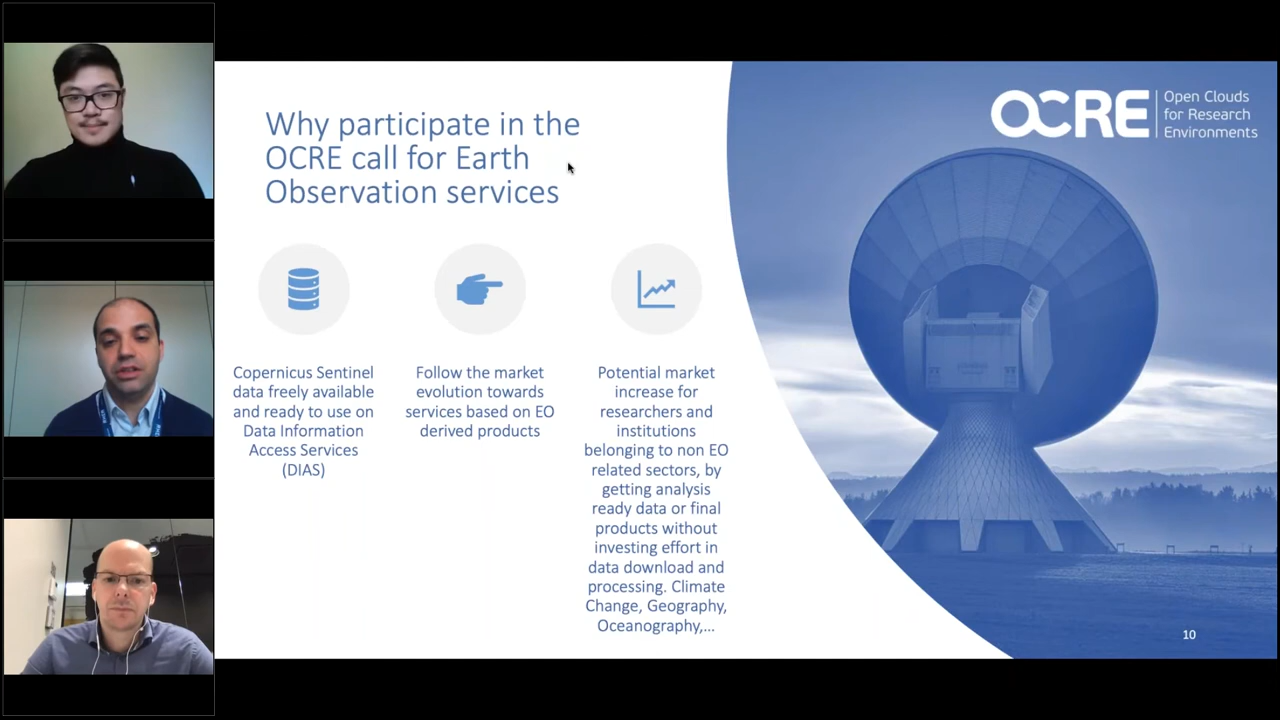 Why participate in the
OCRE call for Earth
Observation services
OCRE
Open Clouds
for Research
Environments
Copernicus Sentinel
data freely available
and ready to use on
Data Information
Access Services
(DIAS)
Follow the market
evolution towards
services based on EO
derived products
Potential market
increase for
researchers and
institutions
belonging to non EO
related sectors, by
getting analysis
ready data or final
products without
investing effort in
data download and
processing. Climate
Change, Geography,
Oceanography,...
10